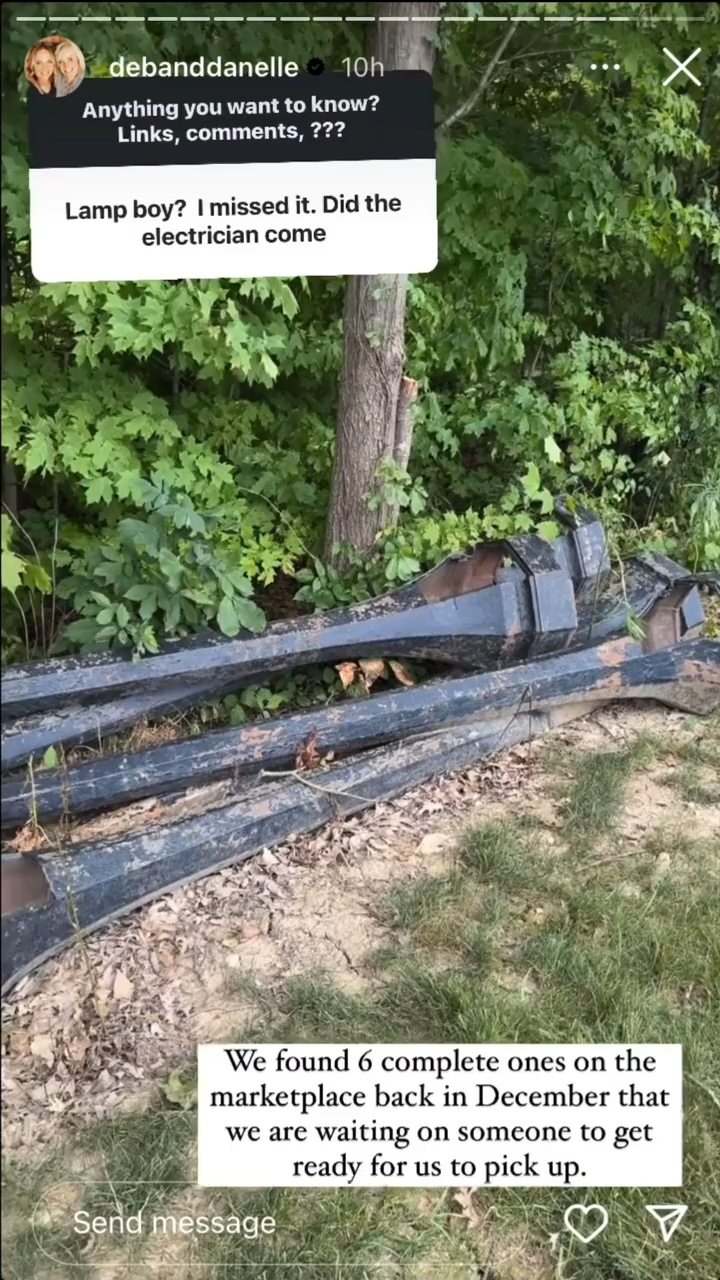 debanddanelle 10h
Anything you want to know?
Links, comments, ???
Lamp boy? I missed it. Did the
electrician come
We found 6 complete ones on the
marketplace back in December that
we are waiting on someone to get
ready for us to pick up.
Send message